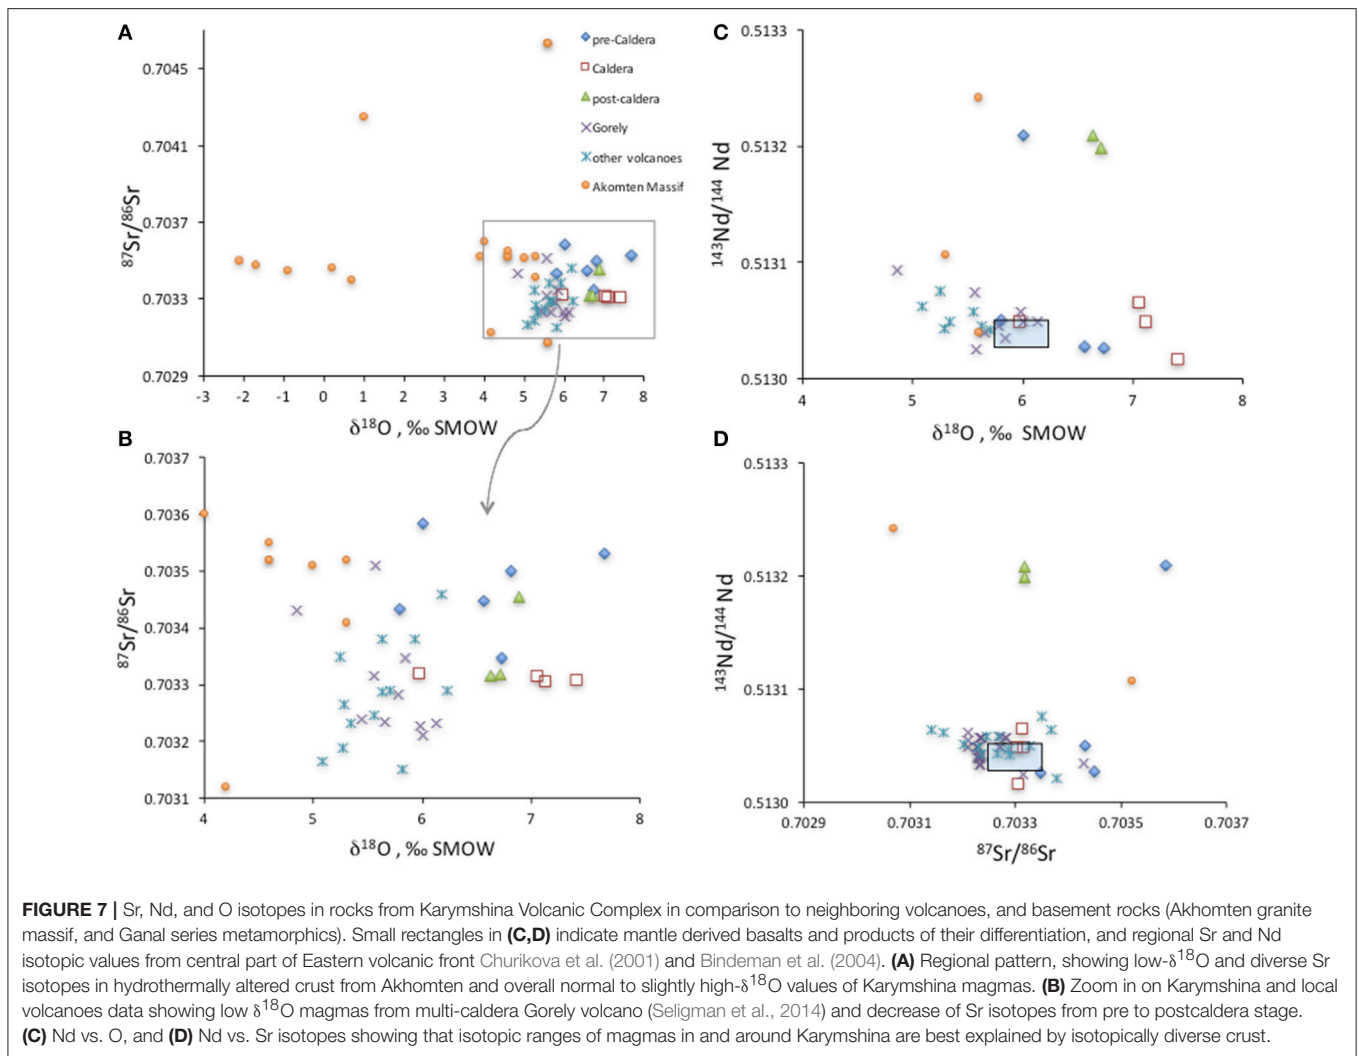 A
pre-Caldera
Caldera
post-caldera
Gorely
other volcanoes
Akomten Massif
0.7045
0.7041
0.7037
0.7033
0.7029
⁸⁷Sr/⁸⁶Sr
-3 -2 -1 0 1 2 3 4 5 6 7 8
δ¹⁸O , ‰ SMOW
B
0.7037
0.7036
0.7035
0.7034
0.7033
0.7032
0.7031
⁸⁷Sr/⁸⁶Sr
4 5 6 7 8
δ¹⁸O , ‰ SMOW
C
0.5133
0.5132
0.5131
0.5130
¹⁴³Nd/¹⁴⁴ Nd
4 5 6 7 8
δ¹⁸O , ‰ SMOW
D
0.5133
0.5132
0.5131
0.5130
¹⁴³Nd/¹⁴⁴ Nd
0.7029 0.7031 0.7033 0.7035 0.7037
⁸⁷Sr/⁸⁶Sr
FIGURE 7 | Sr, Nd, and O isotopes in rocks from Karymshina Volcanic Complex in comparison to neighboring volcanoes, and basement rocks (Akhomten granite
massif, and Ganal series metamorphics). Small rectangles in (C,D) indicate mantle derived basalts and products of their differentiation, and regional Sr and Nd
isotopic values from central part of Eastern volcanic front Churikova et al. (2001) and Bindeman et al. (2004). (A) Regional pattern, showing low-δ¹⁸O and diverse Sr
isotopes in hydrothermally altered crust from Akhomten and overall normal to slightly high-δ¹⁸O values of Karymshina magmas. (B) Zoom in on Karymshina and local
volcanoes data showing low δ¹⁸O magmas from multi-caldera Gorely volcano (Seligman et al., 2014) and decrease of Sr isotopes from pre to postcaldera stage.
(C) Nd vs. O, and (D) Nd vs. Sr isotopes showing that isotopic ranges of magmas in and around Karymshina are best explained by isotopically diverse crust.